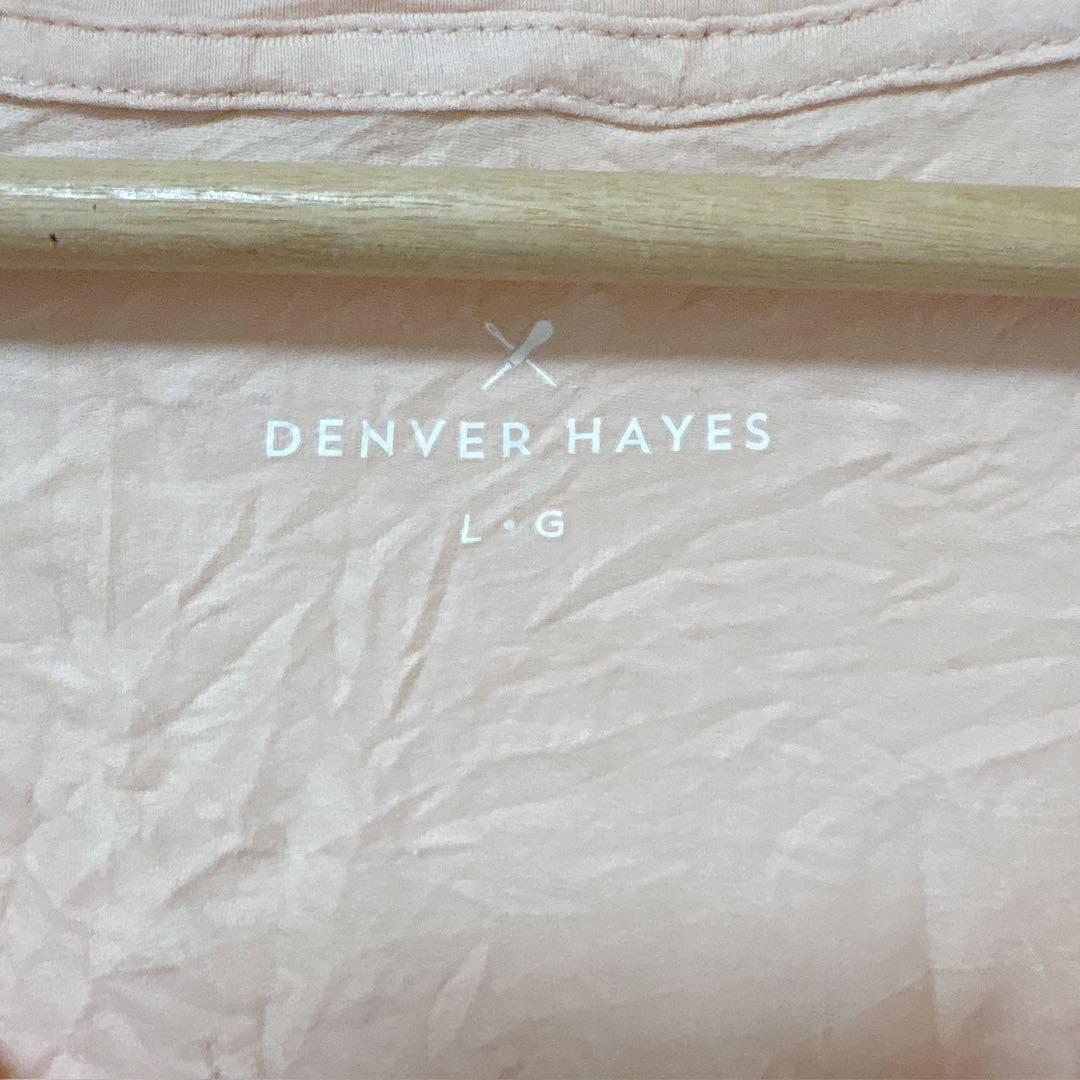 DENVER HAYES
L • G